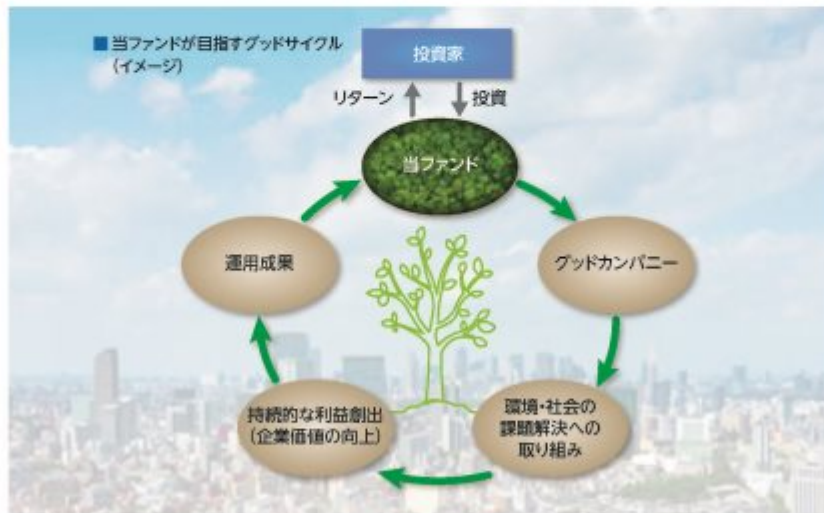 ■ 当ファンドが目指すグッドサイクル
(イメージ)
投資家
リターン
投資
当ファンド
グッドカンパニー
環境・社会の
課題解決への
取り組み
持続的な利益創出
(企業価値の向上)
運用成果